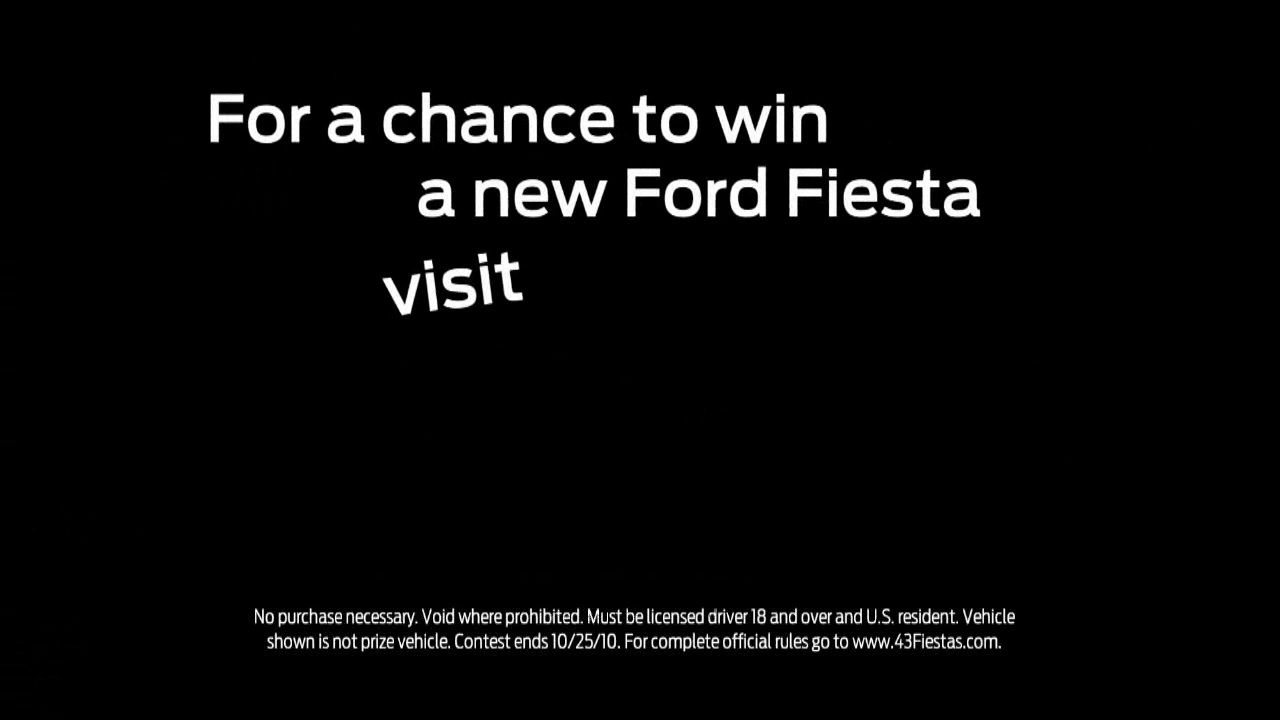 For a chance to win
a new Ford Fiesta
visit
No purchase necessary. Void where prohibited. Must be licensed driver 18 and over and U.S. resident. Vehicle
shown is not prize vehicle. Contest ends 10/25/10. For complete official rules go to www.43Fiestas.com.